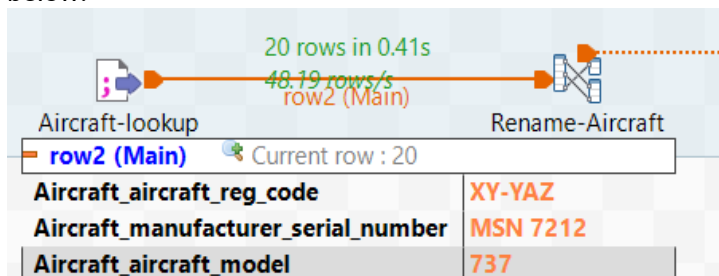 below.
20 rows in 0.41s
48.19 rows/s
row2 (Main)
Aircraft-lookup
Rename-Aircraft
row2 (Main) Current row : 20
Aircraft_aircraft_reg_code XY-YAZ
Aircraft_manufacturer_serial_number MSN 7212
Aircraft_aircraft_model 737